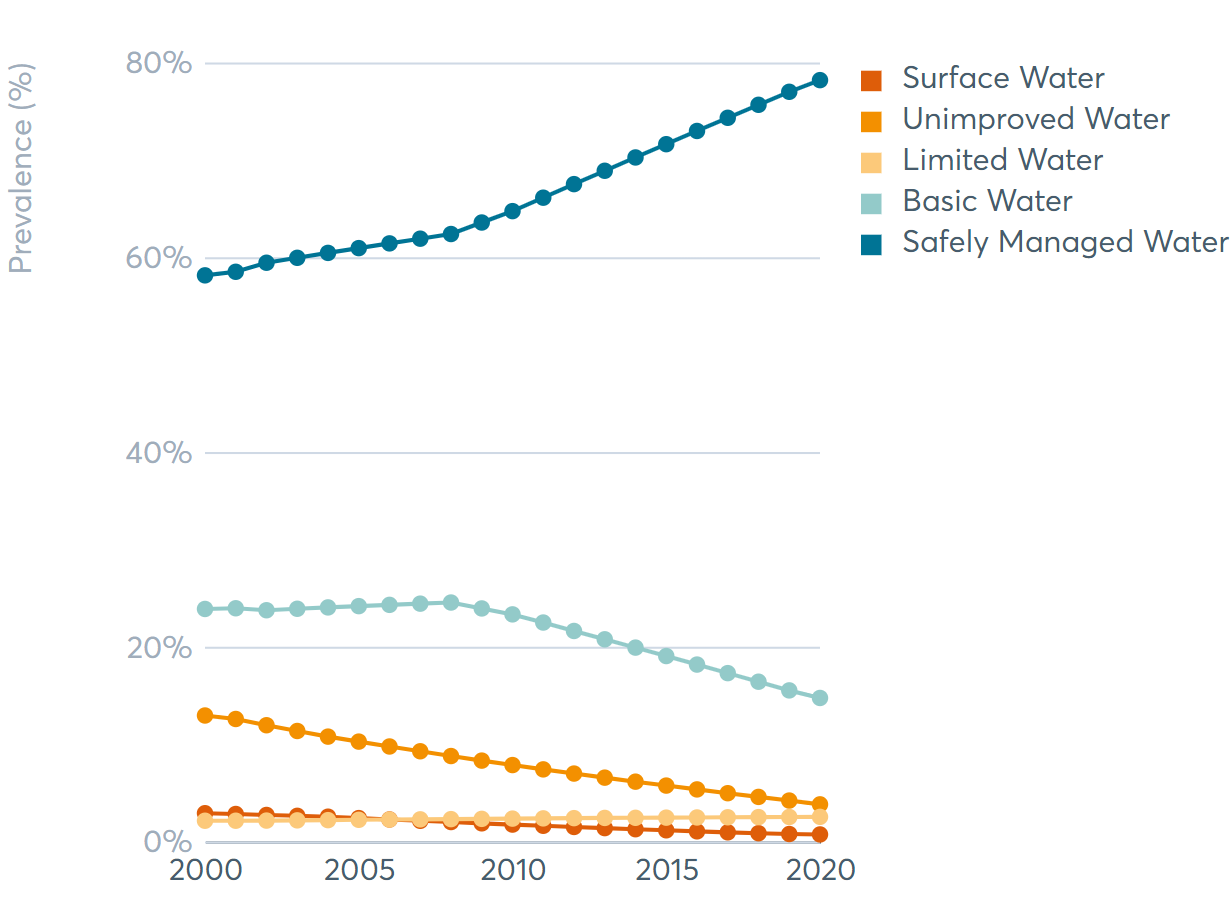 Prevalence (%)
80%
60%
40%
20%
0%
2000
2005
2010
2015
2020
Surface Water
Unimproved Water
Limited Water
Basic Water
Safely Managed Water